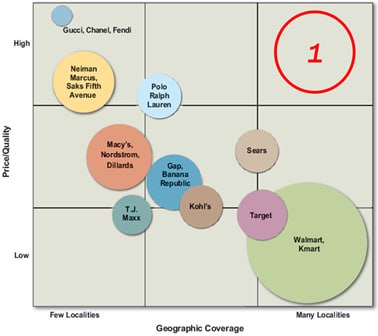 High
Gucci, Chanel, Fendi
1
Neiman
Marcus,
Saks Fifth
Avenue
Polo
Ralph
Lauren
Price/Quality
Macy's,
Nordstrom,
Dillards
Sears
Gap,
Banana
Republic
T.J.
Maxx
Kohl's
Target
Walmart,
Kmart
Low
Few Localities
Many Localities
Geographic Coverage